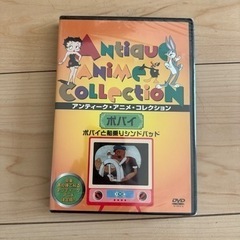 Antique
Anime
Collection
アンティーク・アニメ・コレクション
ポパイ
ポパイと船乗りシンドバッド
DVD